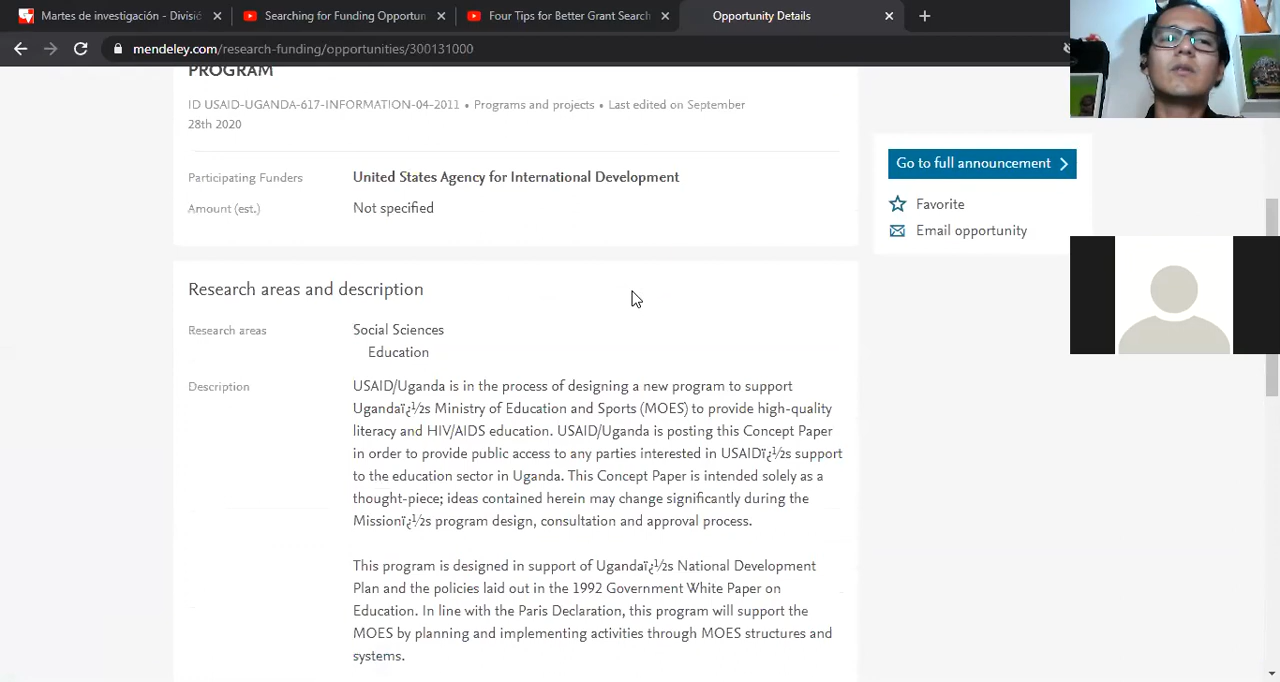 Martes de investigación - Divisió
Searching for Funding Opportun
Four Tips for Better Grant Search
Opportunity Details
mendeley.com/research-funding/opportunities/300131000
PROGRAM
ID USAID-UGANDA-617-INFORMATION-04-2011 • Programs and projects • Last edited on September
28th 2020
Participating Funders United States Agency for International Development
Amount (est.) Not specified
Go to full announcement
Favorite
Email opportunity
Research areas and description
Research areas Social Sciences
Education
Description USAID/Uganda is in the process of designing a new program to support
Ugandaï¿½s Ministry of Education and Sports (MOES) to provide high-quality
literacy and HIV/AIDS education. USAID/Uganda is posting this Concept Paper
in order to provide public access to any parties interested in USAIDï¿½s support
to the education sector in Uganda. This Concept Paper is intended solely as a
thought-piece; ideas contained herein may change significantly during the
Missionï¿½s program design, consultation and approval process.
This program is designed in support of Ugandaï¿½s National Development
Plan and the policies laid out in the 1992 Government White Paper on
Education. In line with the Paris Declaration, this program will support the
MOES by planning and implementing activities through MOES structures and
systems.